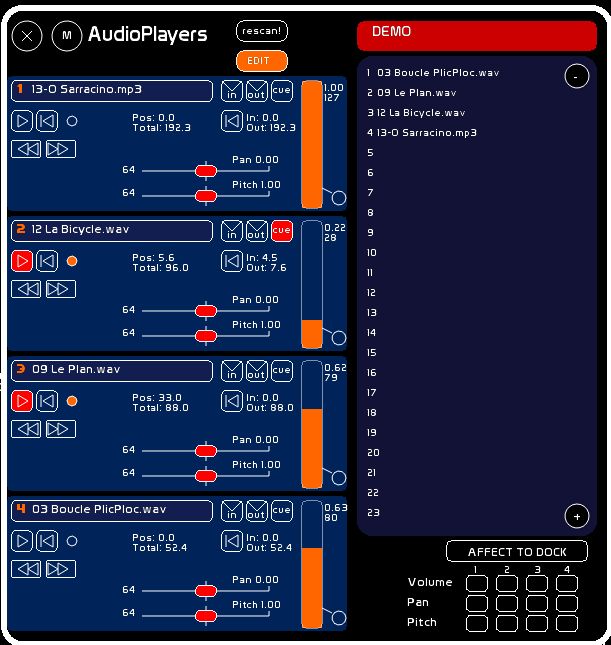 M AudioPlayers
rescan!
EDIT
1 13-O Sarracino.mp3
in out cue
1.00
127
Pos: 0.0
Total: 192.3
In: 0.0
Out: 192.3
Pan 0.00
64
Pitch 1.00
64
2 12 La Bicycle.wav
in out cue
0.22
28
Pos: 5.6
Total: 96.0
In: 4.5
Out: 7.6
Pan 0.00
64
Pitch 1.00
64
3 09 Le Plan.wav
in out cue
0.62
79
Pos: 33.0
Total: 88.0
In: 0.0
Out: 88.0
Pan 0.00
64
Pitch 1.00
64
4 03 Boucle PlicPloc.wav
in out cue
0.63
80
Pos: 0.0
Total: 52.4
In: 0.0
Out: 52.4
Pan 0.00
64
Pitch 1.00
64
DEMO
-
1 03 Boucle PlicPloc.wav
2 09 Le Plan.wav
3 12 La Bicycle.wav
4 13-O Sarracino.mp3
5
6
7
8
9
10
11
12
13
14
15
16
17
18
19
20
21
22
23
+
AFFECT TO DOCK
1 2 3 4
Volume
Pan
Pitch